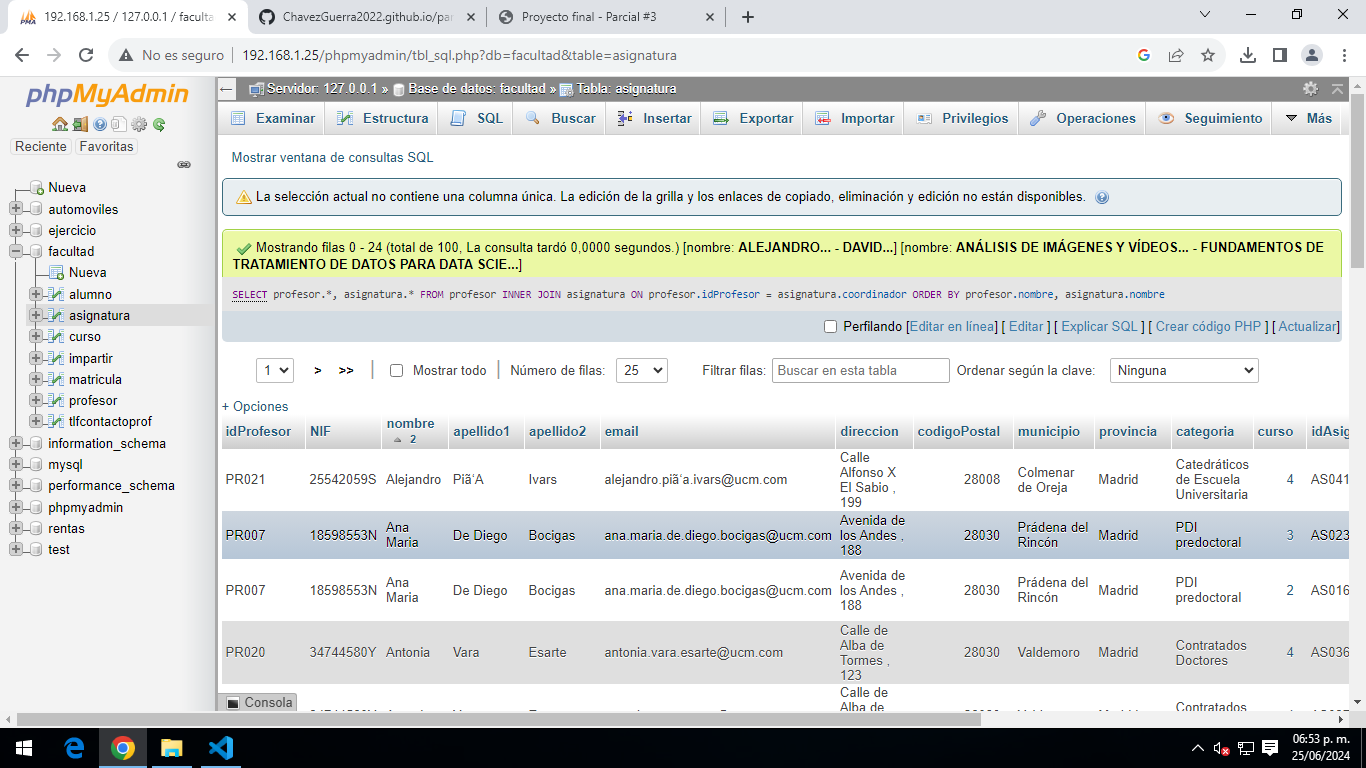 192.168.1.25 / 127.0.0.1 / faculta
ChavezGuerra2022.github.io/par
Proyecto final - Parcial #3
No es seguro
192.168.1.25/phpmyadmin/tbl_sql.php?db=facultad&table=asignatura
phpMyAdmin
Reciente Favoritas
Nueva
automoviles
ejercicio
facultad
Nueva
alumno
asignatura
curso
impartir
matricula
profesor
tlfcontactoprof
information_schema
mysql
performance_schema
phpmyadmin
rentas
test
Servidor: 127.0.0.1 » Base de datos: facultad » Tabla: asignatura
Examinar Estructura SQL Buscar Insertar Exportar Importar Privilegios Operaciones Seguimiento Más
Mostrar ventana de consultas SQL
La selección actual no contiene una columna única. La edición de la grilla y los enlaces de copiado, eliminación y edición no están disponibles.
Mostrando filas 0 - 24 (total de 100, La consulta tardó 0,0000 segundos.) [nombre: ALEJANDRO... - DAVID...] [nombre: ANÁLISIS DE IMÁGENES Y VÍDEOS... - FUNDAMENTOS DE
TRATAMIENTO DE DATOS PARA DATA SCIE...]
SELECT profesor.*, asignatura.* FROM profesor INNER JOIN asignatura ON profesor.idProfesor = asignatura.coordinador ORDER BY profesor.nombre, asignatura.nombre
Perfilando [Editar en línea] [ Editar ] [ Explicar SQL ] [ Crear código PHP ] [ Actualizar]
1 > >> | Mostrar todo | Número de filas: 25 Filtrar filas: Buscar en esta tabla Ordenar según la clave: Ninguna
+ Opciones
idProfesor NIF nombre 2 apellido1 apellido2 email direccion codigoPostal municipio provincia categoria curso idAsig
PR021 25542059S Alejandro Piã‘A Ivars alejandro.piã‘a.ivars@ucm.com Calle Alfonso X El Sabio , 199 28008 Colmenar de Oreja Madrid Catedráticos de Escuela Universitaria 4 AS041
PR007 18598553N Ana Maria De Diego Bocigas ana.maria.de.diego.bocigas@ucm.com Avenida de los Andes , 188 28030 Prádena del Rincón Madrid PDI predoctoral 3 AS023
PR007 18598553N Ana Maria De Diego Bocigas ana.maria.de.diego.bocigas@ucm.com Avenida de los Andes , 188 28030 Prádena del Rincón Madrid PDI predoctoral 2 AS016
PR020 34744580Y Antonia Vara Esarte antonia.vara.esarte@ucm.com Calle de Alba de Tormes , 123 28030 Valdemoro Madrid Contratados Doctores 4 AS036
Calle de Alba de Contratados
Consola
06:53 p. m.
25/06/2024